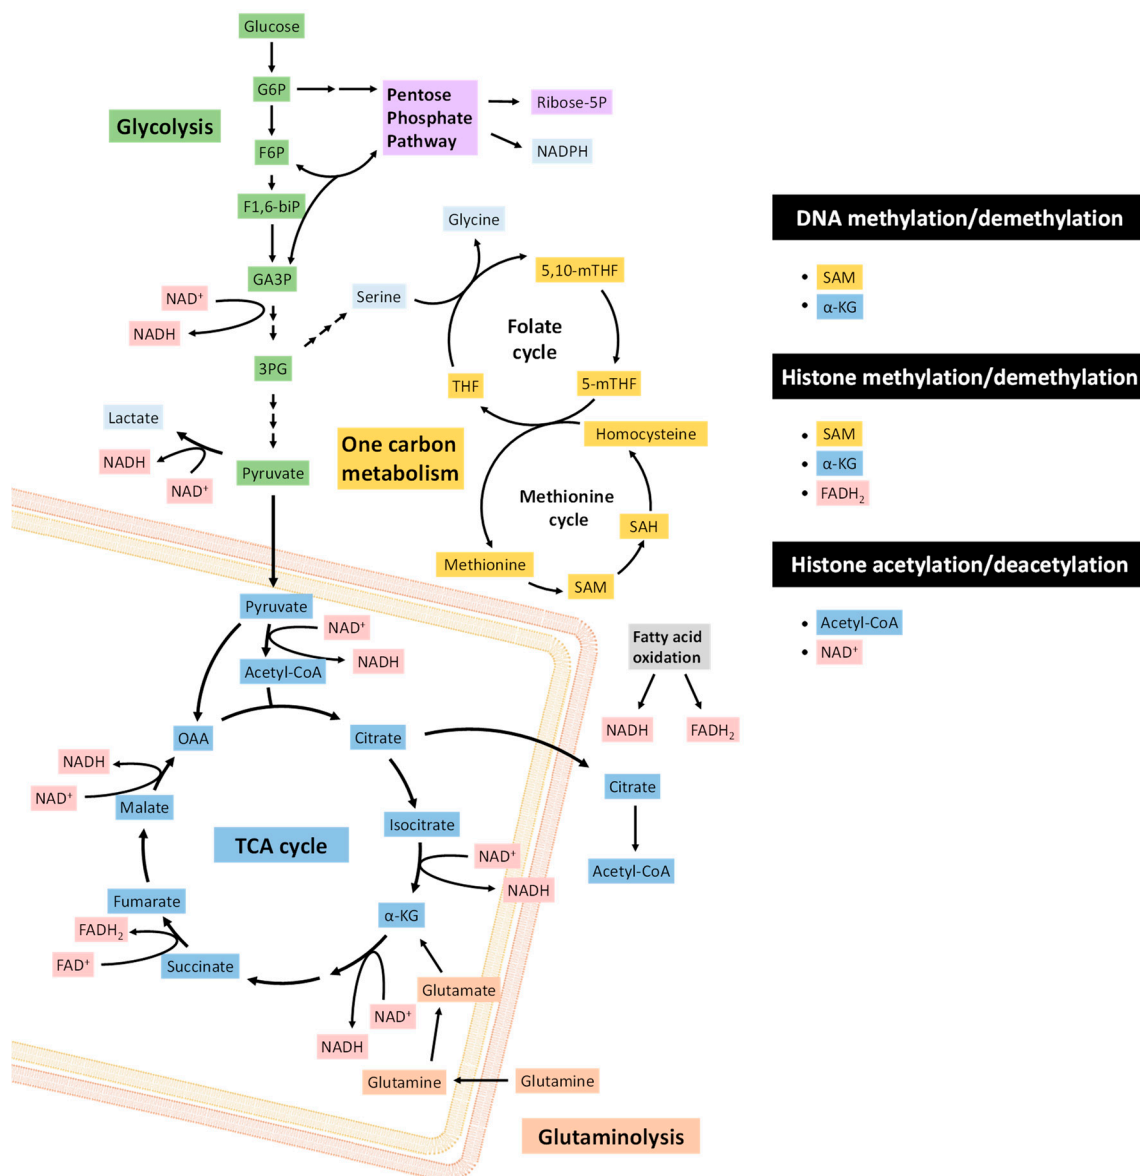 Glucose
G6P
Glycolysis
Pentose
Phosphate
Pathway
Ribose-5P
NADPH
F6P
F1,6-biP
GA3P
NAD⁺
NADH
3PG
Serine
Glycine
5,10-mTHF
Folate
cycle
THF
5-mTHF
Homocysteine
One carbon
metabolism
Methionine
cycle
SAH
Methionine
SAM
Lactate
NADH
NAD⁺
Pyruvate
Pyruvate
NAD⁺
NADH
Acetyl-CoA
OAA
Citrate
NADH
NAD⁺
Malate
TCA cycle
Isocitrate
NAD⁺
NADH
Fumarate
FADH₂
FAD⁺
Succinate
α-KG
Glutamate
NAD⁺
NADH
Glutamine
Glutamine
Glutaminolysis
Fatty acid
oxidation
NADH
FADH₂
Citrate
Acetyl-CoA
DNA methylation/demethylation
• SAM
• α-KG
Histone methylation/demethylation
• SAM
• α-KG
• FADH₂
Histone acetylation/deacetylation
• Acetyl-CoA
• NAD⁺